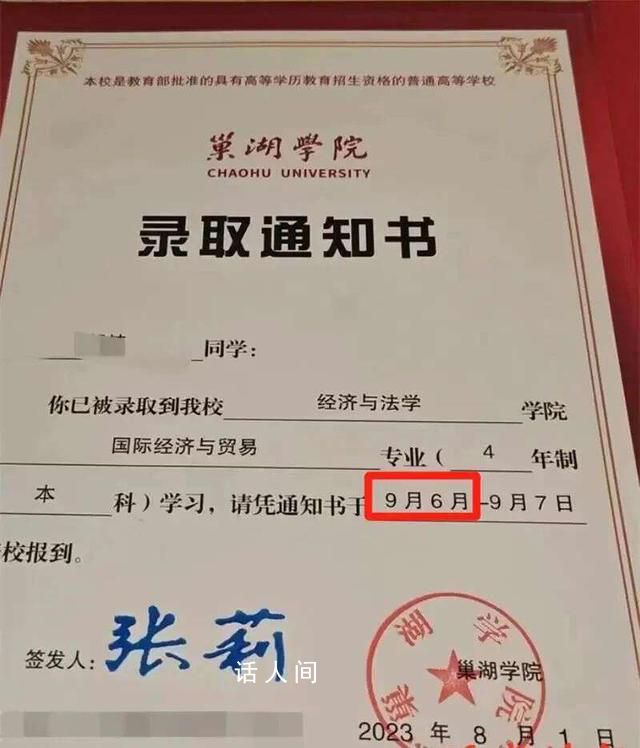 本校是教育部批准的具有高等学历教育招生资格的普通高等学校
巢湖學院
CHAOHU UNIVERSITY
录取通知书
同学：
你已被录取到我校 经济与法学 学院
国际经济与贸易 专业（ 4 年制
本 科）学习，请凭通知书于 9月6月-9月7日
校报到。
签发人：张莉
话人间
巢湖学院
2023 年 8 月 1 日